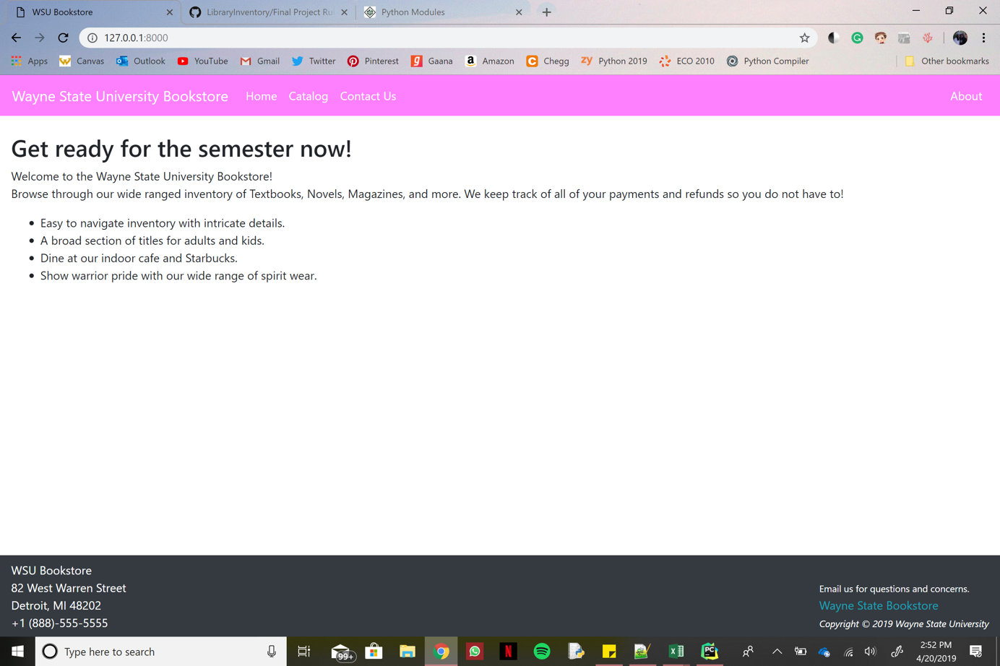 WSU Bookstore
LibraryInventory/Final Project Ru
Python Modules
127.0.0.1:8000
Apps
Canvas
Outlook
YouTube
Gmail
Twitter
Pinterest
Gaana
Amazon
Chegg
zy Python 2019
ECO 2010
Python Compiler
Other bookmarks
Wayne State University Bookstore
Home
Catalog
Contact Us
About
Get ready for the semester now!
Welcome to the Wayne State University Bookstore!
Browse through our wide ranged inventory of Textbooks, Novels, Magazines, and more. We keep track of all of your payments and refunds so you do not have to!
Easy to navigate inventory with intricate details.
A broad section of titles for adults and kids.
Dine at our indoor cafe and Starbucks.
Show warrior pride with our wide range of spirit wear.
WSU Bookstore
82 West Warren Street
Detroit, MI 48202
+1 (888)-555-5555
Email us for questions and concerns.
Wayne State Bookstore
Copyright © 2019 Wayne State University
Type here to search
99+
2:52 PM
4/20/2019